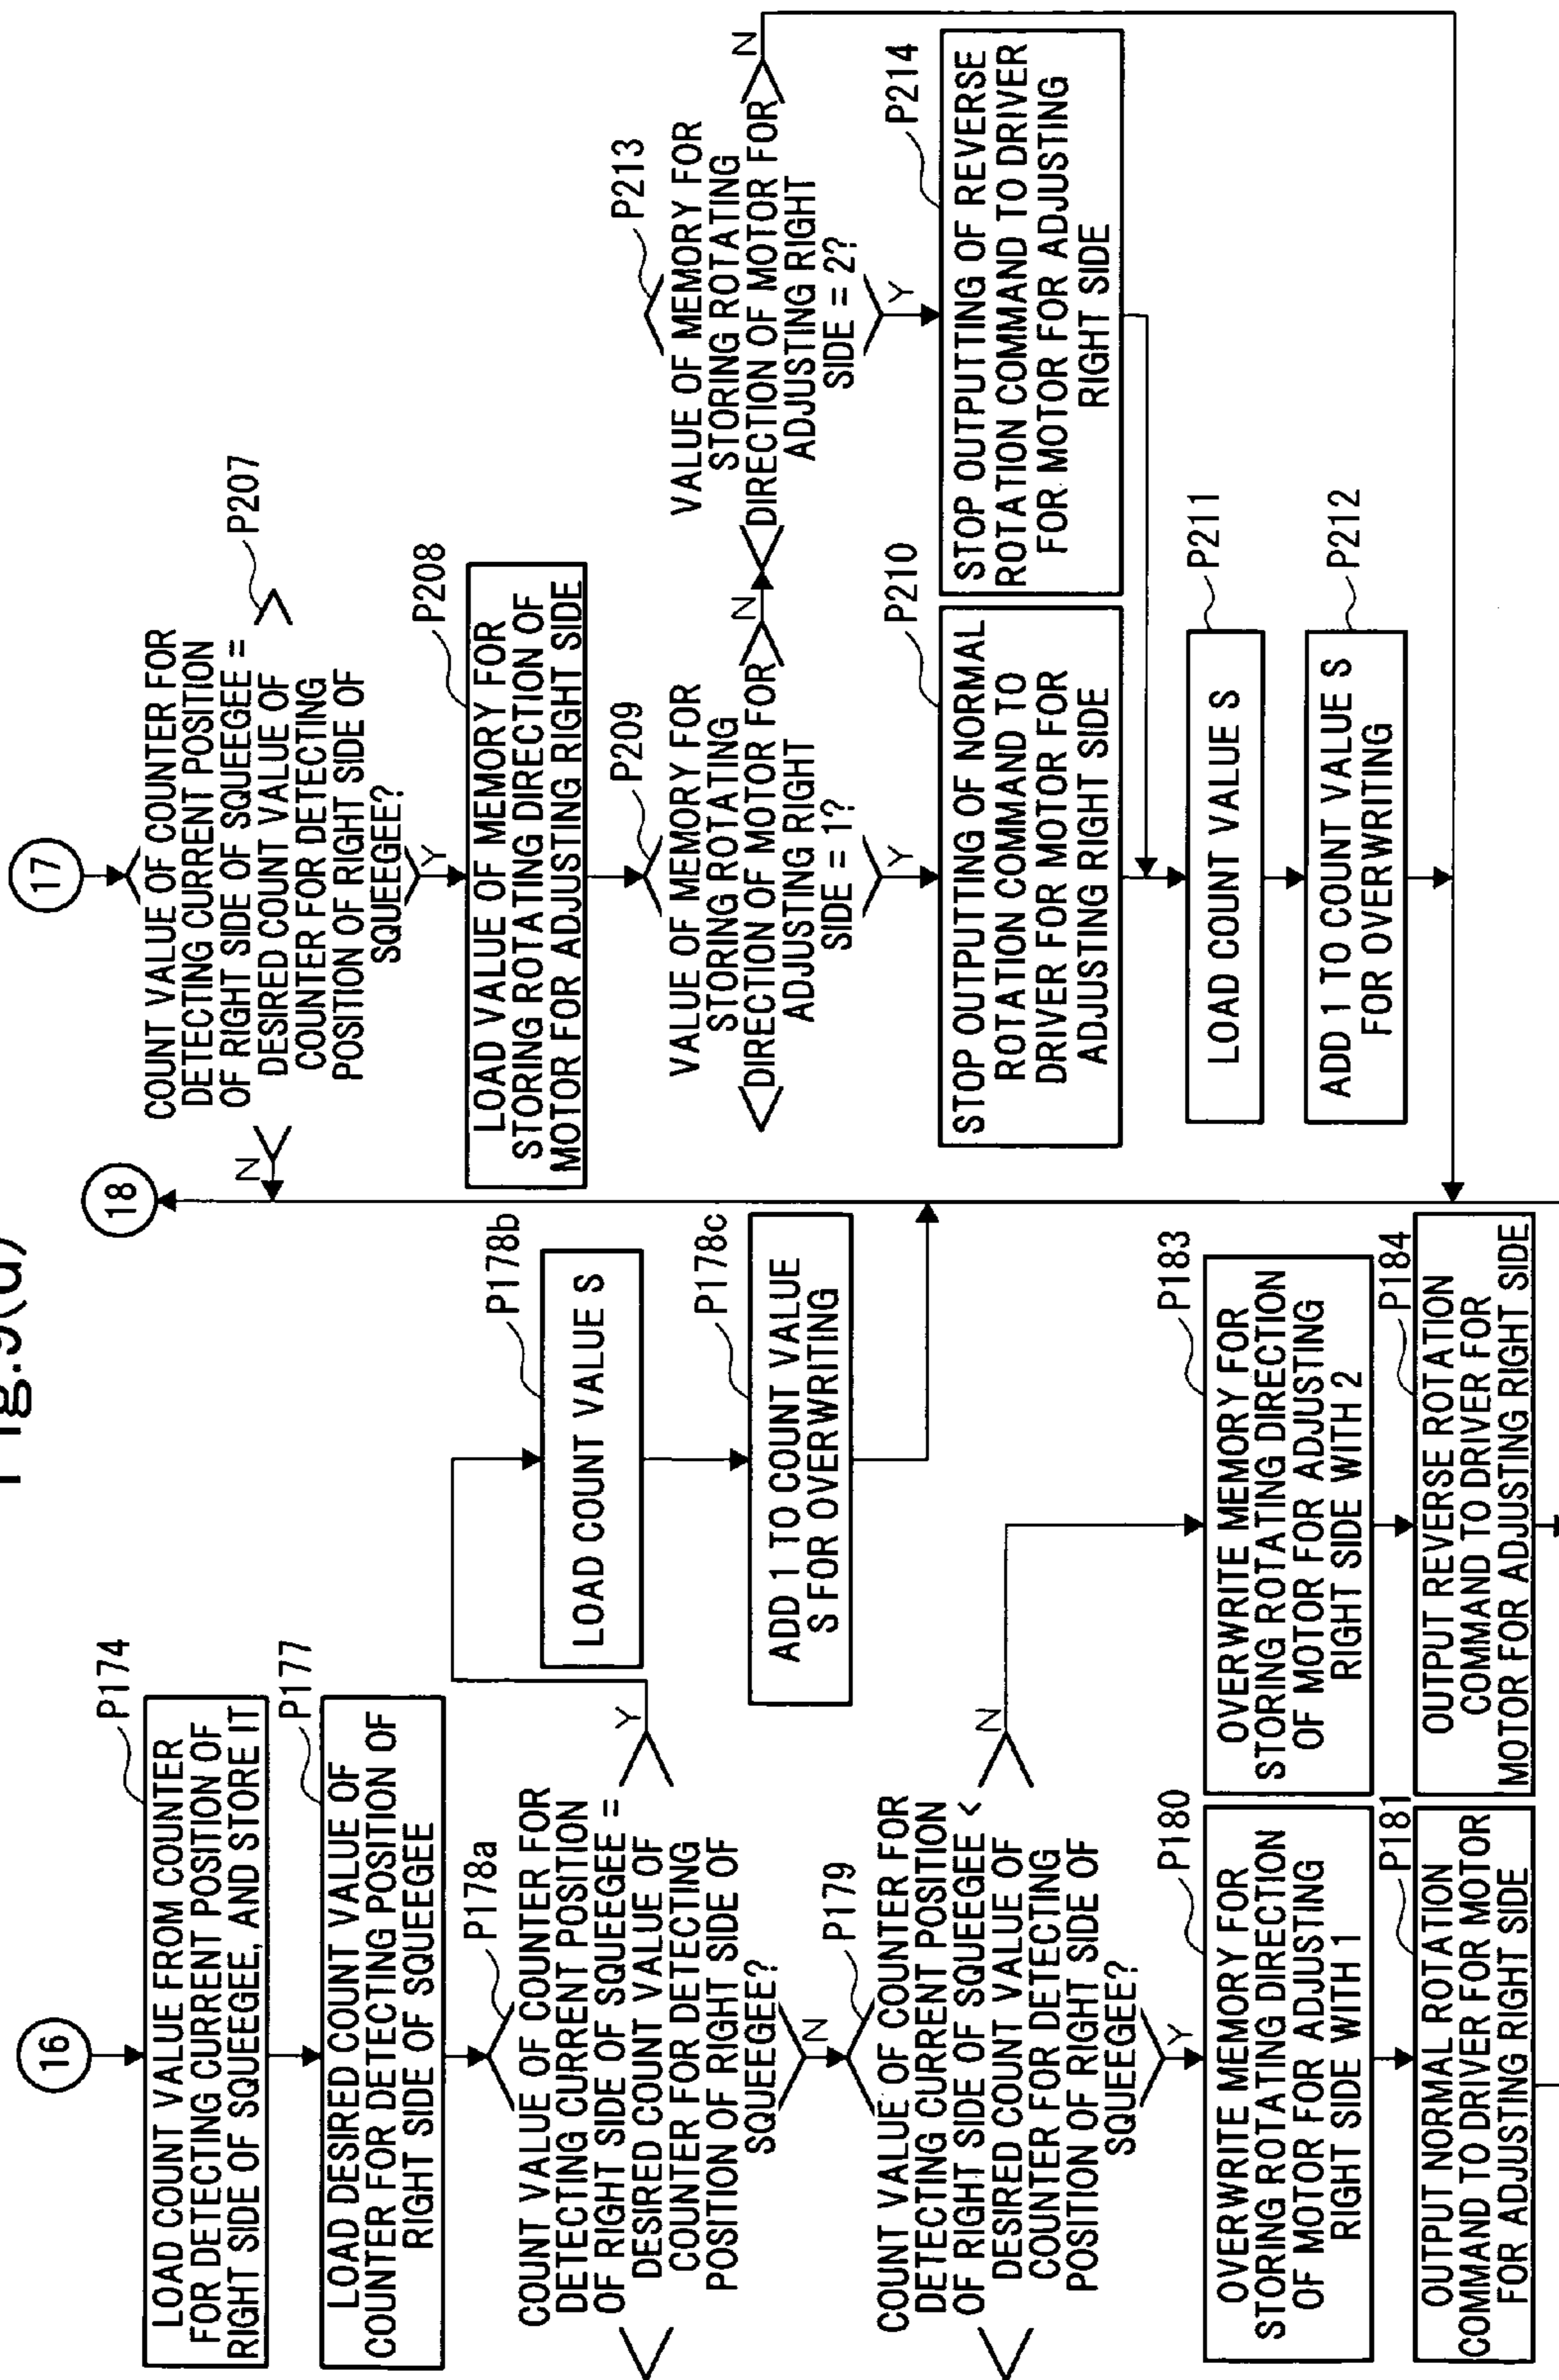 Fig.9(d)
16
P174
LOAD COUNT VALUE FROM COUNTER
FOR DETECTING CURRENT POSITION OF
RIGHT SIDE OF SQUEEGEE, AND STORE IT
P177
LOAD DESIRED COUNT VALUE OF
COUNTER FOR DETECTING POSITION OF
RIGHT SIDE OF SQUEEGEE
P178a
COUNT VALUE OF COUNTER FOR
DETECTING CURRENT POSITION
OF RIGHT SIDE OF SQUEEGEE =
DESIRED COUNT VALUE OF
COUNTER FOR DETECTING
POSITION OF RIGHT SIDE OF
SQUEEGEE?
Y
N
P178b
LOAD COUNT VALUE S
P178c
ADD 1 TO COUNT VALUE
S FOR OVERWRITING
P179
COUNT VALUE OF COUNTER FOR
DETECTING CURRENT POSITION
OF RIGHT SIDE OF SQUEEGEE <
DESIRED COUNT VALUE OF
COUNTER FOR DETECTING
POSITION OF RIGHT SIDE OF
SQUEEGEE?
N
Y
P180
OVERWRITE MEMORY FOR
STORING ROTATING DIRECTION
OF MOTOR FOR ADJUSTING
RIGHT SIDE WITH 1
P181
OUTPUT NORMAL ROTATION
COMMAND TO DRIVER FOR MOTOR
FOR ADJUSTING RIGHT SIDE
P183
OVERWRITE MEMORY FOR
STORING ROTATING DIRECTION
OF MOTOR FOR ADJUSTING
RIGHT SIDE WITH 2
P184
OUTPUT REVERSE ROTATION
COMMAND TO DRIVER FOR
MOTOR FOR ADJUSTING RIGHT SIDE
18
17
COUNT VALUE OF COUNTER FOR
DETECTING CURRENT POSITION
OF RIGHT SIDE OF SQUEEGEE =
DESIRED COUNT VALUE OF
COUNTER FOR DETECTING
POSITION OF RIGHT SIDE OF
SQUEEGEE?
P207
N
Y
P208
LOAD VALUE OF MEMORY FOR
STORING ROTATING DIRECTION OF
MOTOR FOR ADJUSTING RIGHT SIDE
P209
VALUE OF MEMORY FOR
STORING ROTATING
DIRECTION OF MOTOR FOR
ADJUSTING RIGHT
SIDE = 1?
N
Y
P210
STOP OUTPUTING OF NORMAL
ROTATION COMMAND TO
DRIVER FOR MOTOR FOR
ADJUSTING RIGHT SIDE
P211
LOAD COUNT VALUE S
P212
ADD 1 TO COUNT VALUE S
FOR OVERWRITING
P213
VALUE OF MEMORY FOR
STORING ROTATING
DIRECTION OF MOTOR FOR
ADJUSTING RIGHT
SIDE = 2?
N
Y
P214
STOP OUTPUTTING OF REVERSE
ROTATION COMMAND TO DRIVER
FOR MOTOR FOR ADJUSTING
RIGHT SIDE